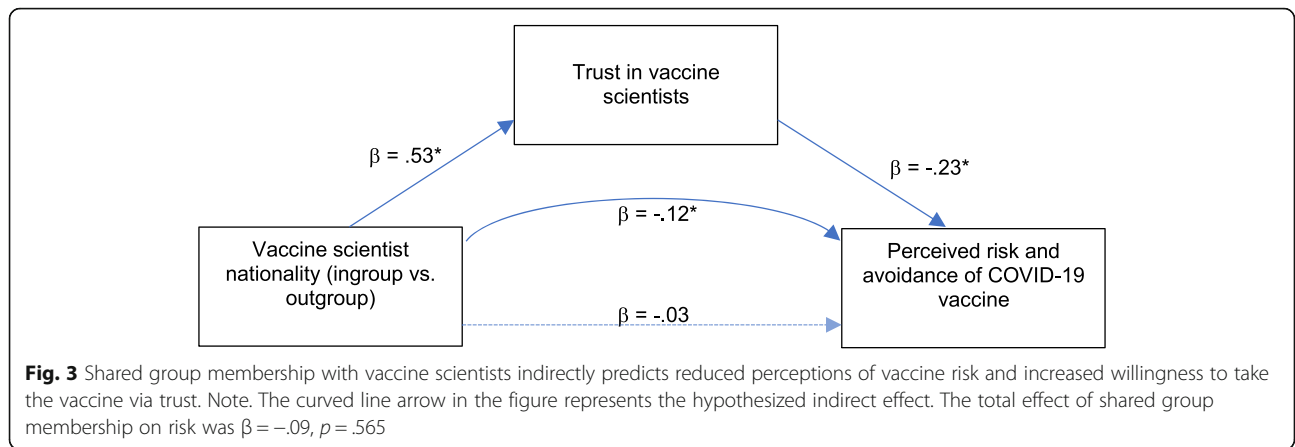 Trust in vaccine
scientists
β = .53*
β = -.23*
β = -.12*
Vaccine scientist
nationality (ingroup vs.
outgroup)
Perceived risk and
avoidance of COVID-19
vaccine
β = -.03
Fig. 3 Shared group membership with vaccine scientists indirectly predicts reduced perceptions of vaccine risk and increased willingness to take
the vaccine via trust. Note. The curved line arrow in the figure represents the hypothesized indirect effect. The total effect of shared group
membership on risk was β = −.09, p = .565